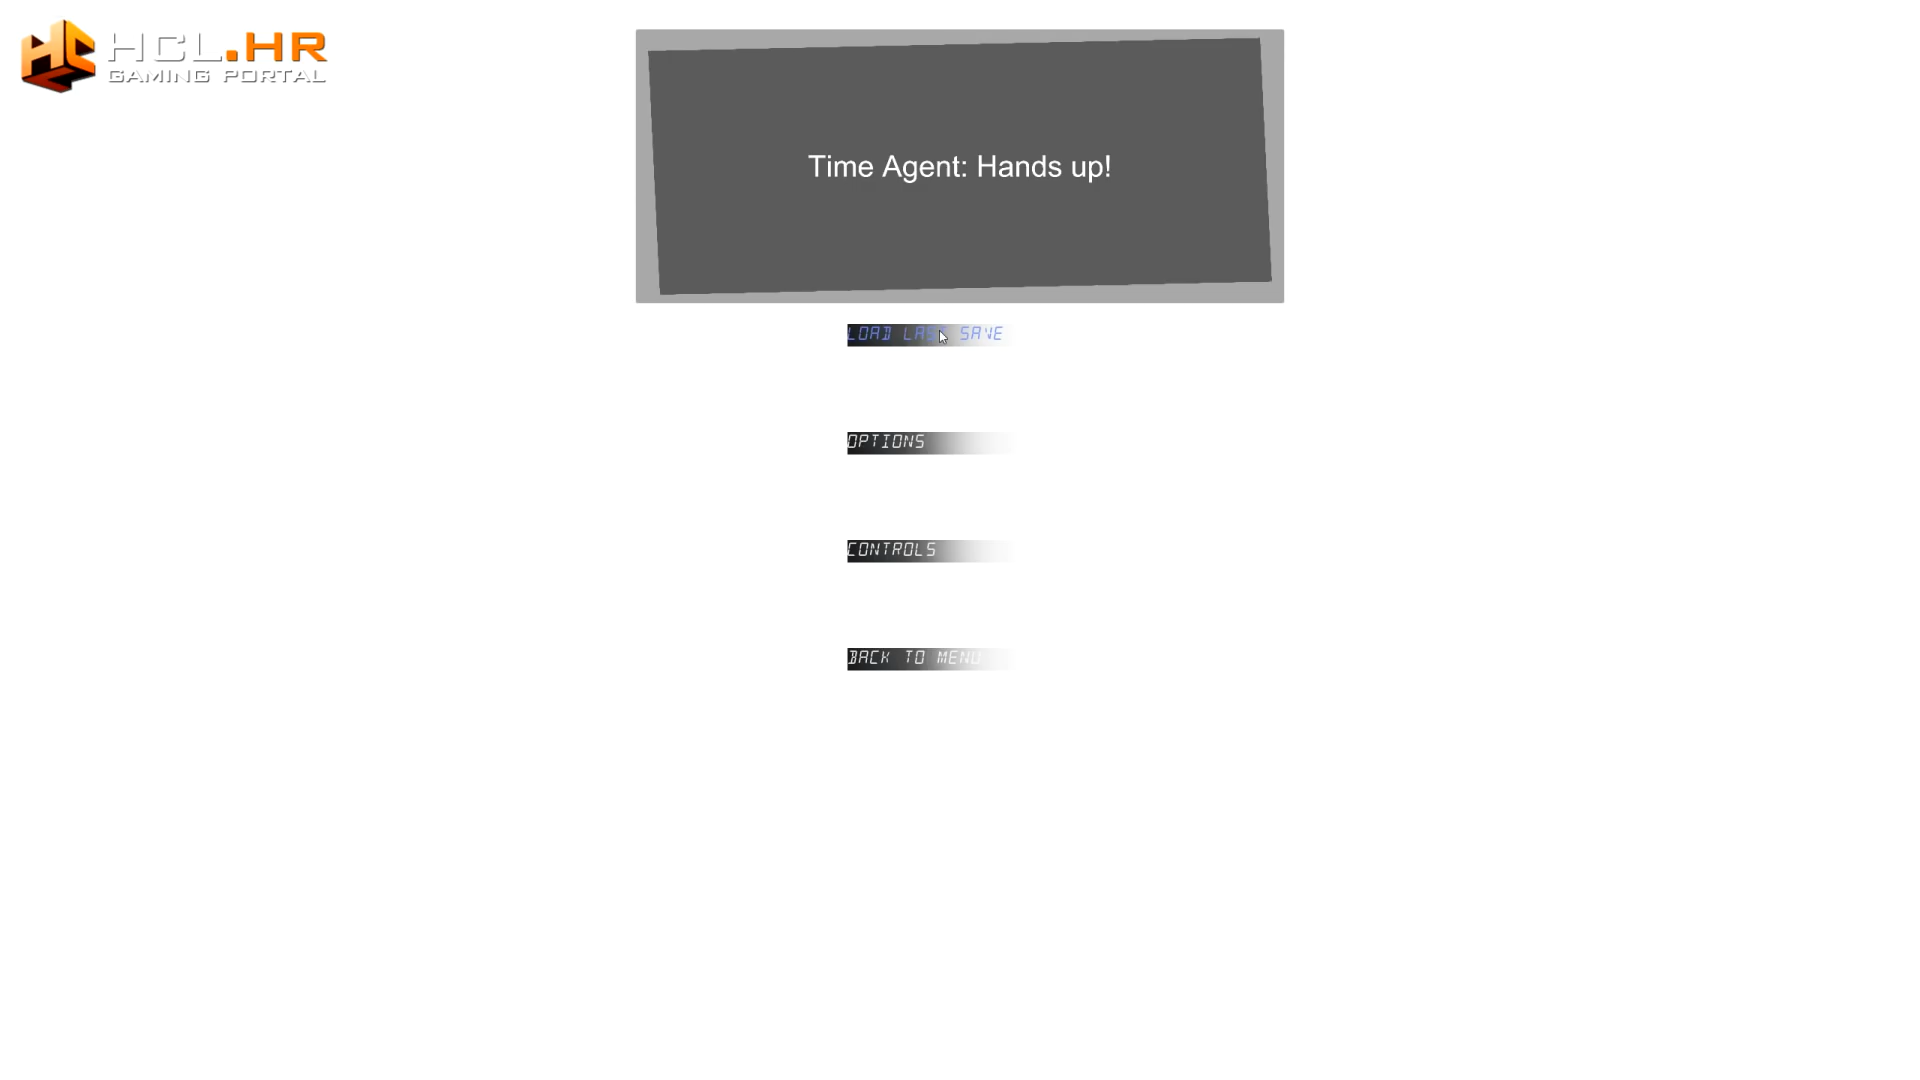 HCL.HR
GAMING PORTAL
Time Agent: Hands up!
LOAD LAST SAVE
OPTIONS
CONTROLS
BACK TO MENU